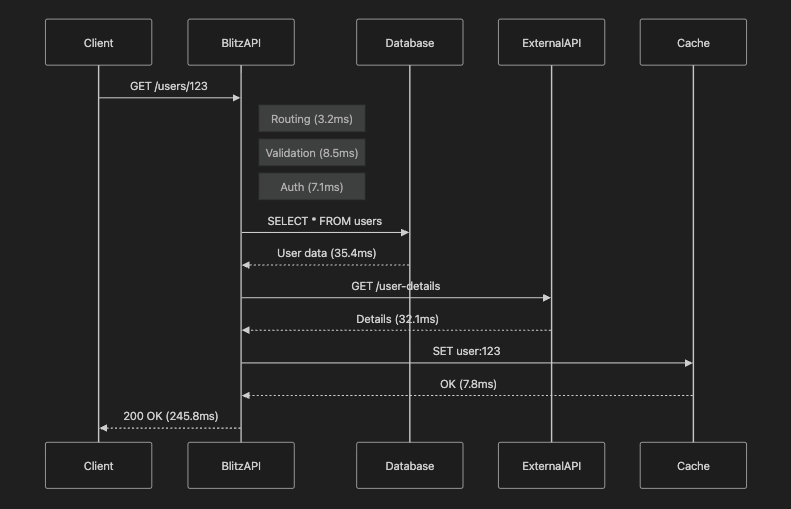 Client
BlitzAPI
Database
ExternalAPI
Cache
GET /users/123
Routing (3.2ms)
Validation (8.5ms)
Auth (7.1ms)
SELECT * FROM users
User data (35.4ms)
GET /user-details
Details (32.1ms)
SET user:123
OK (7.8ms)
200 OK (245.8ms)
Client
BlitzAPI
Database
ExternalAPI
Cache